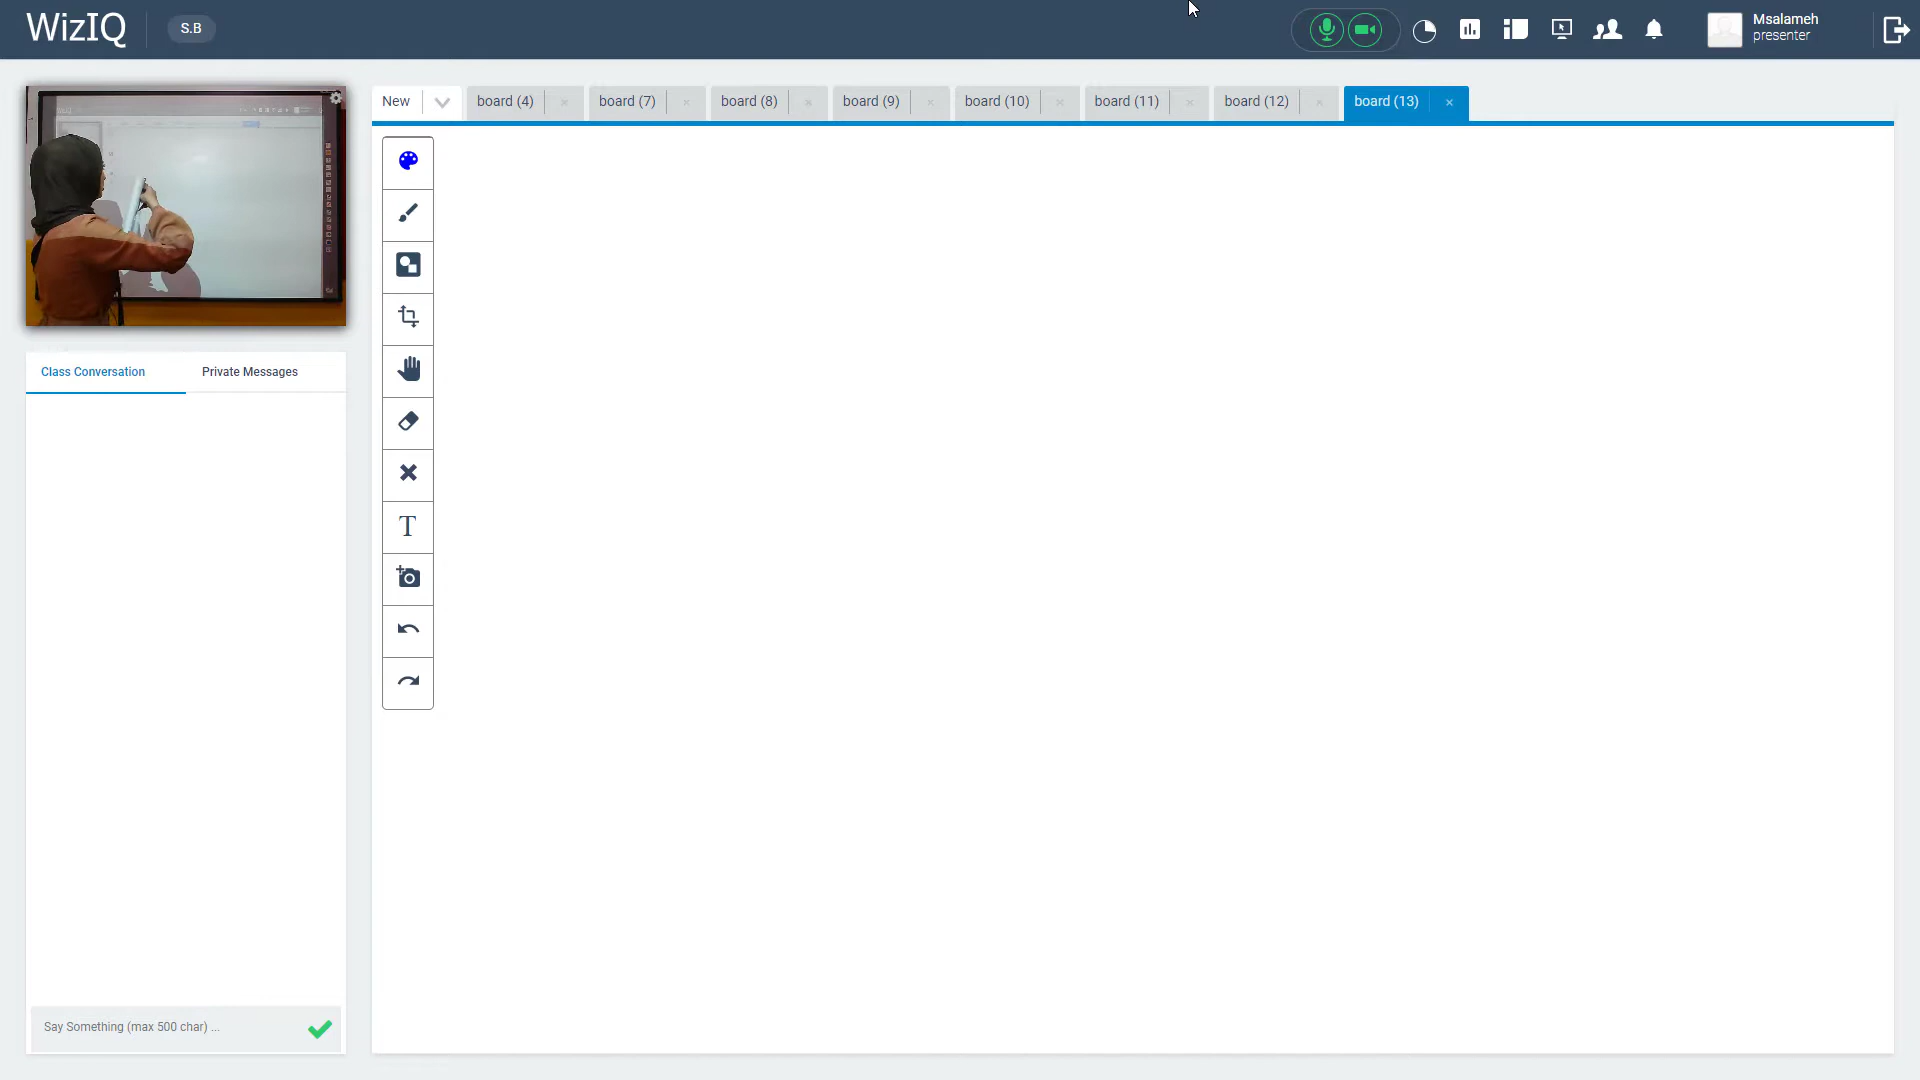 WizIQ
S.B
Msalameh
presenter
New
board (4)
board (7)
board (8)
board (9)
board (10)
board (11)
board (12)
board (13)
Class Conversation
Private Messages
T
Say Something (max 500 char) ...